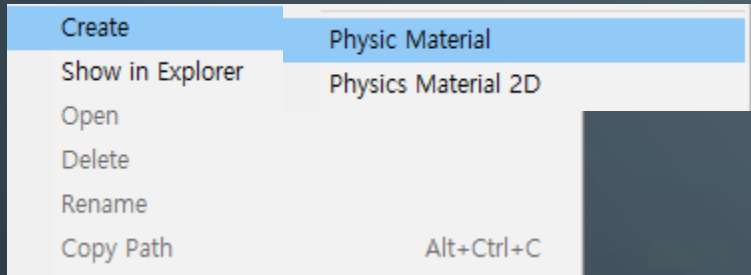 Create
Physic Material
Show in Explorer
Physics Material 2D
Open
Delete
Rename
Copy Path Alt+Ctrl+C